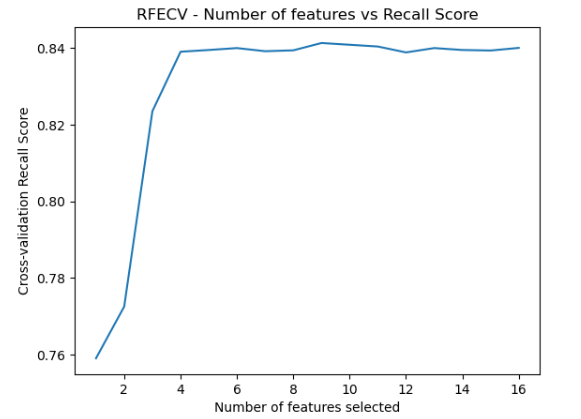 RFECV - Number of features vs Recall Score
Cross-validation Recall Score
0.84
0.82
0.80
0.78
0.76
2 4 6 8 10 12 14 16
Number of features selected